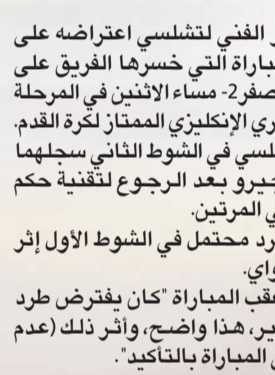 الفني لتشلسي اعتراضه على
مباراة التي خسرها الفريق على
صفر2- مساء الاثنين في المرحلة
ري الإنكليزي الممتاز لكرة القدم.
لسي في الشوط الثاني سجلهما
جيرو بعد الرجوع لتقنية حكم
ي المرتين.
رد محتمل في الشوط الأول إثر
واي.
عقب المباراة "كان يفترض طرد
ير، هذا واضح، وأثر ذلك (عدم
المباراة بالتأكيد".